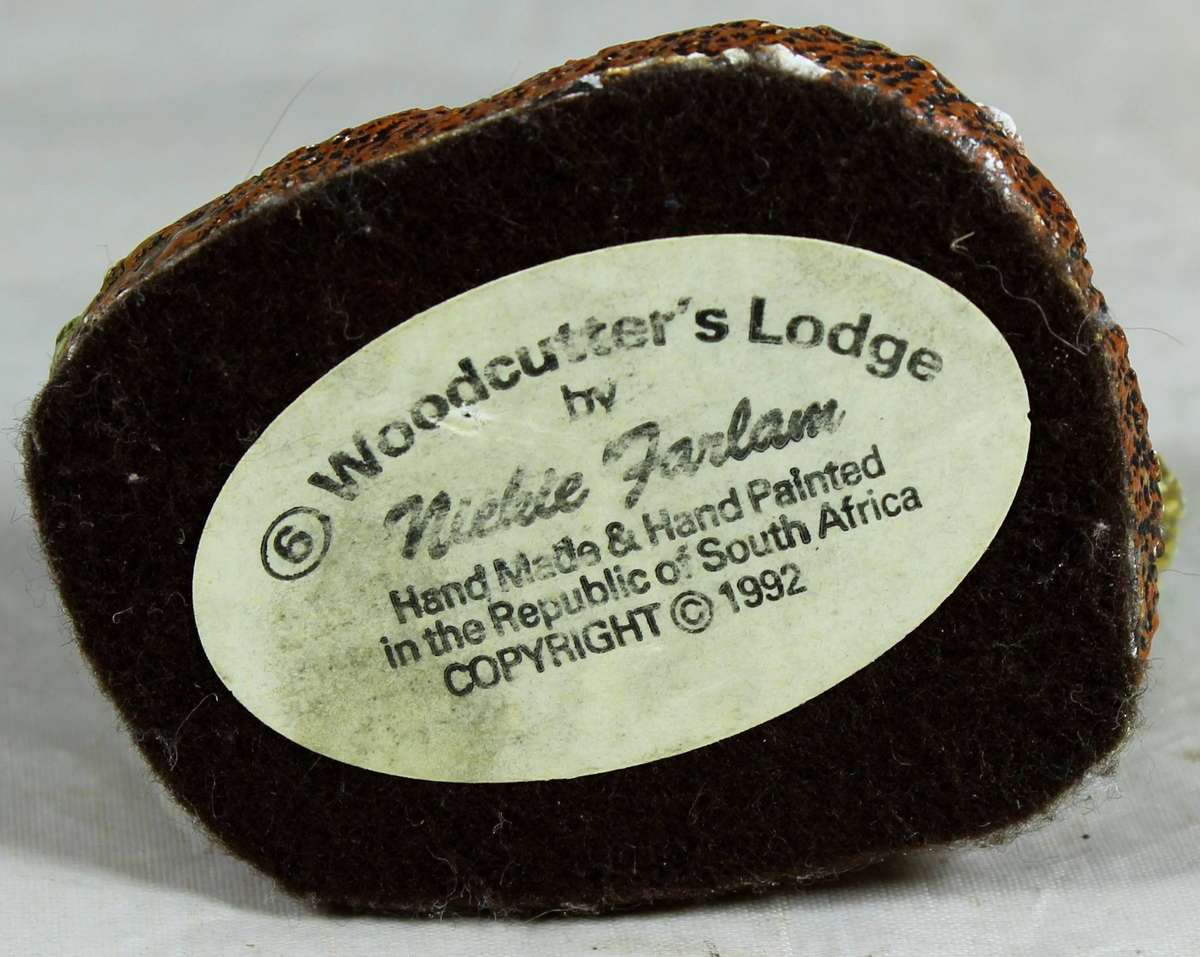 ⑥ Woodcutter's Lodge
by
Nickie Farlam
Hand Made & Hand Painted
in the Republic of South Africa
COPYRIGHT © 1992